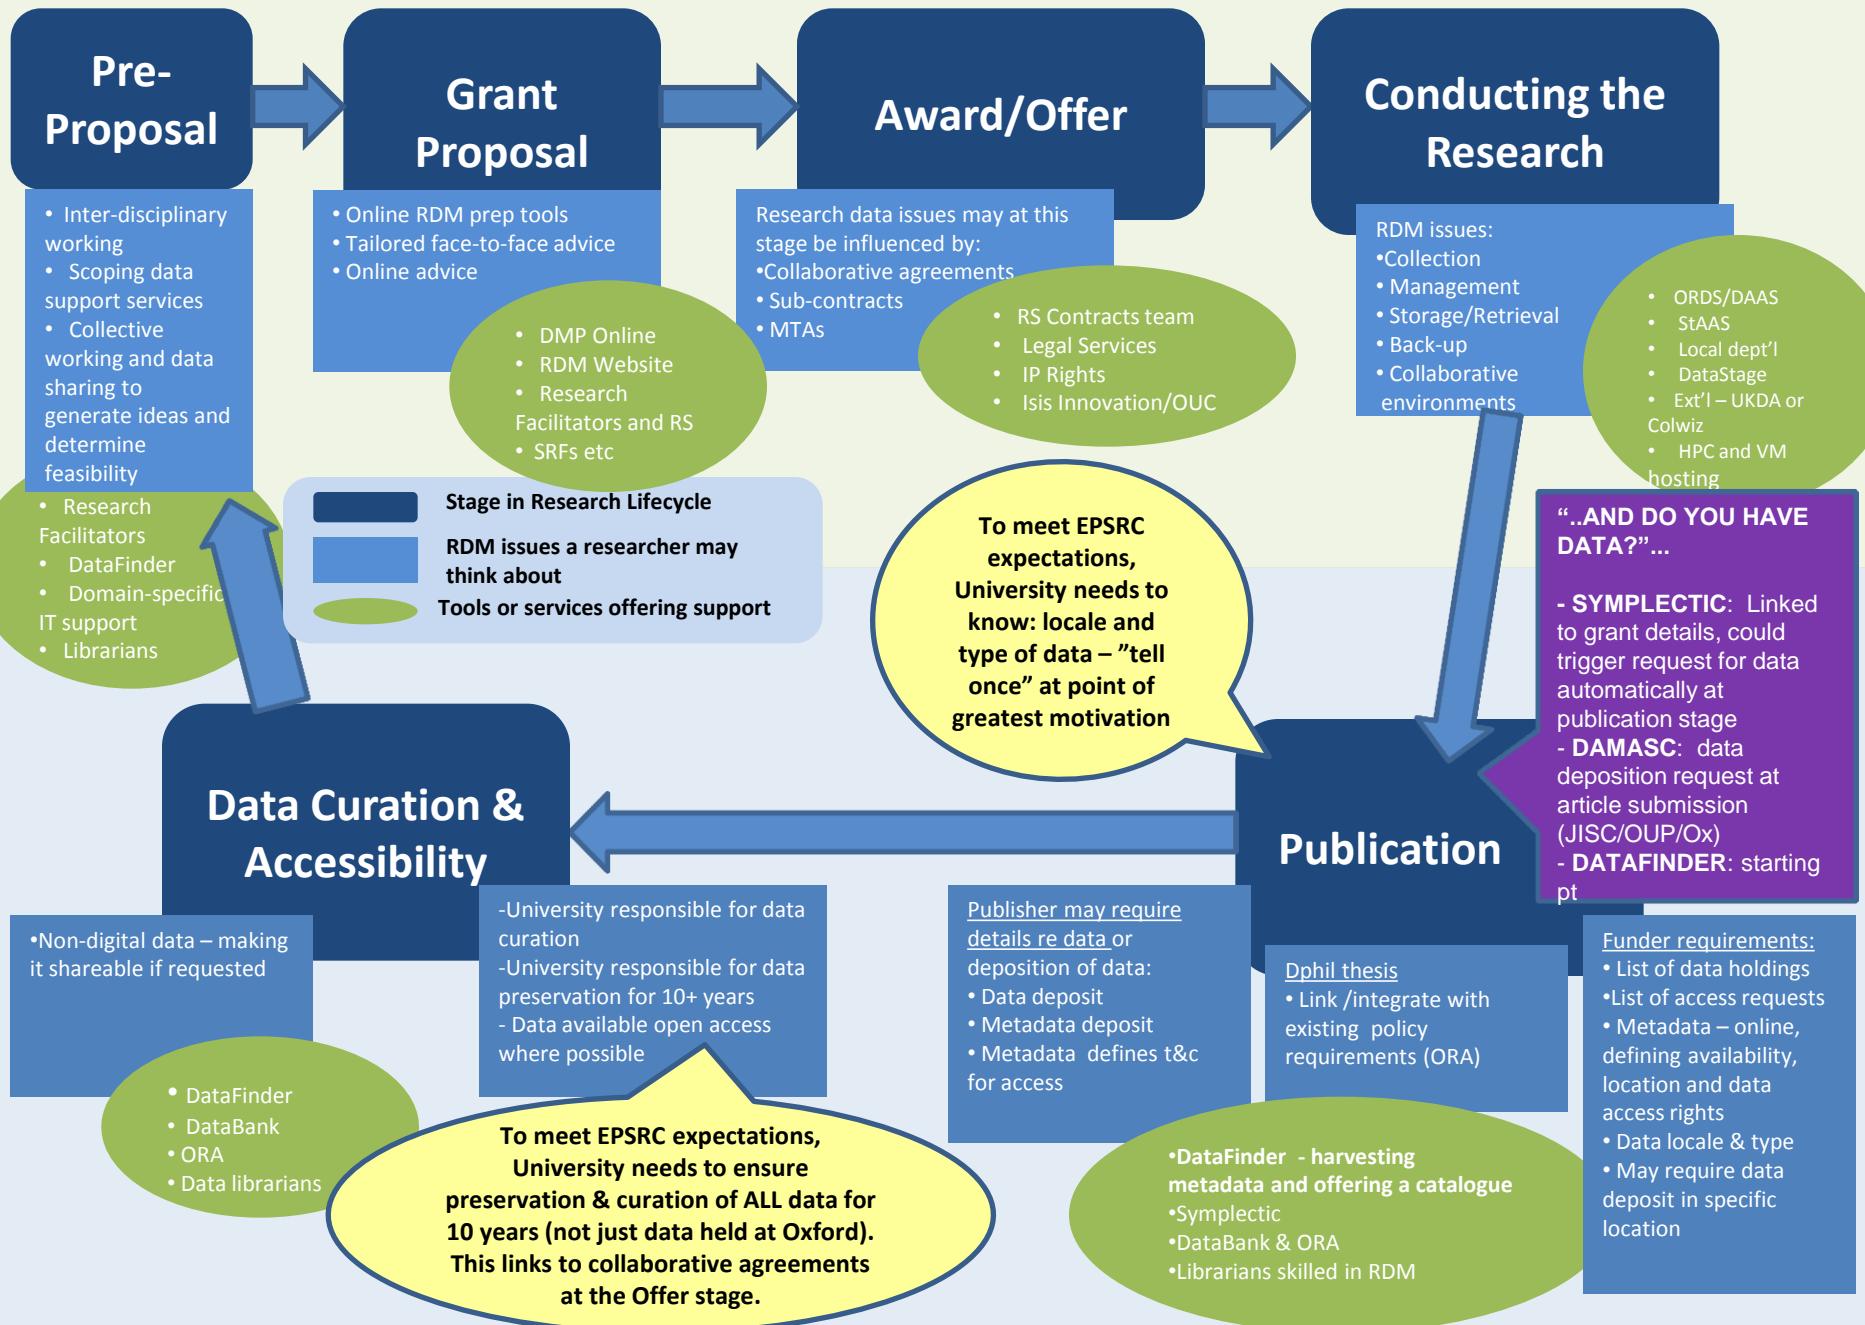 Pre-
Proposal
Grant
Proposal
Award/Offer
Conducting the
Research
• Inter-disciplinary
working
• Scoping data
support services
• Collective
working and data
sharing to
generate ideas and
determine
feasibility
• Research
Facilitators
• DataFinder
• Domain-specific
IT support
• Librarians
• Online RDM prep tools
• Tailored face-to-face advice
• Online advice
• DMP Online
• RDM Website
• Research
Facilitators and RS
• SRFs etc
Research data issues may at this
stage be influenced by:
•Collaborative agreements
• Sub-contracts
• MTAs
• RS Contracts team
• Legal Services
• IP Rights
• Isis Innovation/OUC
RDM issues:
•Collection
• Management
• Storage/Retrieval
• Back-up
• Collaborative
environments
• ORDS/DAAS
• StAAS
• Local dept’l
• DataStage
• Ext’l – UKDA or
Colwiz
• HPC and VM
hosting
Stage in Research Lifecycle
RDM issues a researcher may
think about
Tools or services offering support
To meet EPSRC
expectations,
University needs to
know: locale and
type of data – ”tell
once” at point of
greatest motivation
“..AND DO YOU HAVE
DATA?”...
- SYMPLECTIC: Linked
to grant details, could
trigger request for data
automatically at
publication stage
- DAMASC: data
deposition request at
article submission
(JISC/OUP/Ox)
- DATAFINDER: starting
pt
Data Curation &
Accessibility
Publication
•Non-digital data – making
it shareable if requested
• DataFinder
• DataBank
• ORA
• Data librarians
-University responsible for data
curation
-University responsible for data
preservation for 10+ years
- Data available open access
where possible
To meet EPSRC expectations,
University needs to ensure
preservation & curation of ALL data for
10 years (not just data held at Oxford).
This links to collaborative agreements
at the Offer stage.
Publisher may require
details re data or
deposition of data:
• Data deposit
• Metadata deposit
• Metadata defines t&c
for access
Dphil thesis
• Link /integrate with
existing policy
requirements (ORA)
•DataFinder - harvesting
metadata and offering a catalogue
•Symplectic
•DataBank & ORA
•Librarians skilled in RDM
Funder requirements:
• List of data holdings
•List of access requests
• Metadata – online,
defining availability,
location and data
access rights
• Data locale & type
• May require data
deposit in specific
location